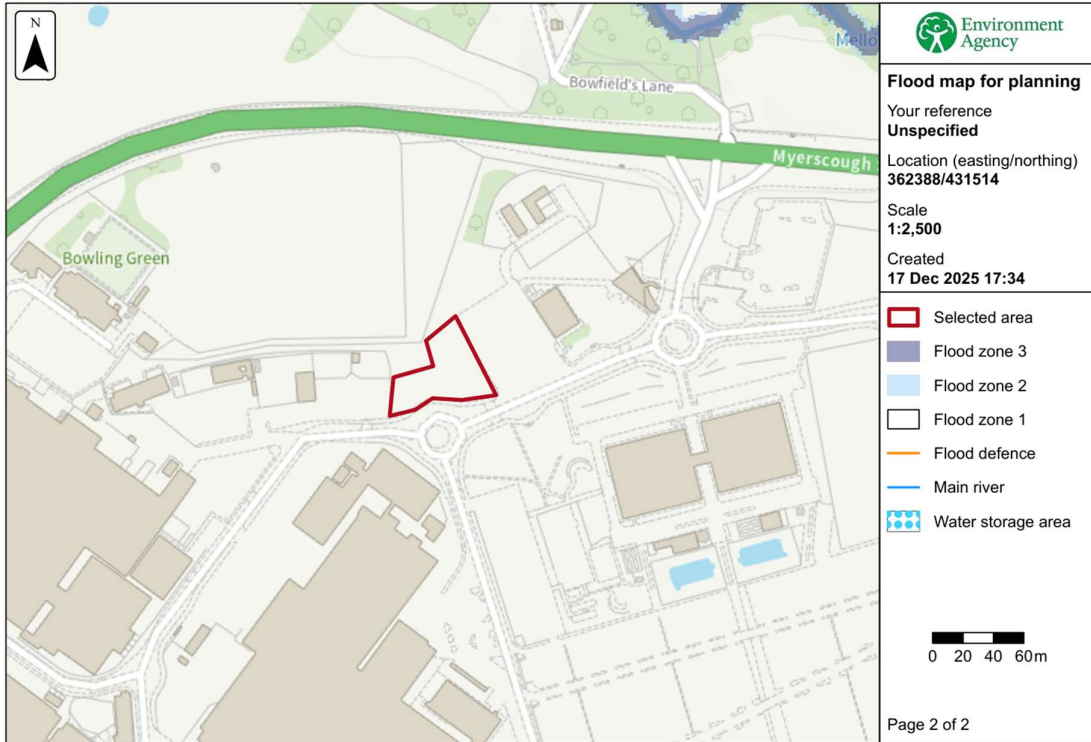 N
Mello
Bowfield's Lane
Myerscough
Bowling Green
Environment
Agency
Flood map for planning
Your reference
Unspecified
Location (easting/northing)
362388/431514
Scale
1:2,500
Created
17 Dec 2025 17:34
Selected area
Flood zone 3
Flood zone 2
Flood zone 1
Flood defence
Main river
Water storage area
0 20 40 60m
Page 2 of 2